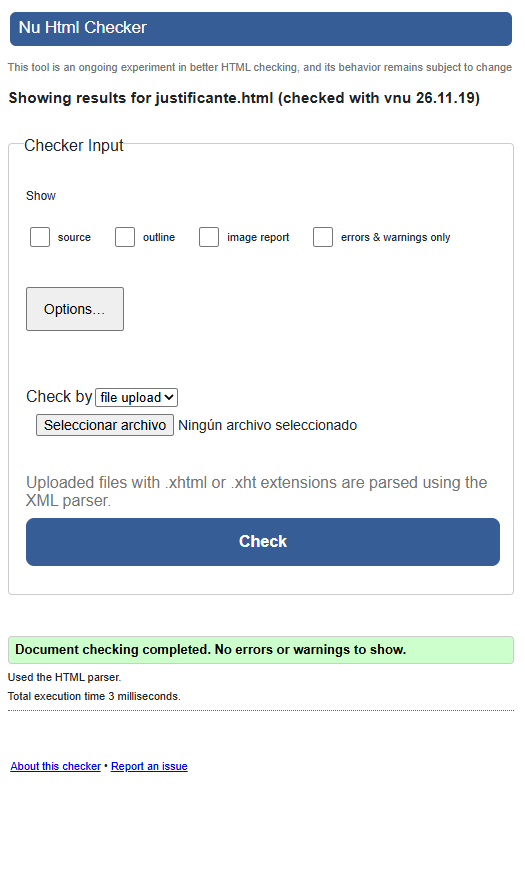 Nu Html Checker
This tool is an ongoing experiment in better HTML checking, and its behavior remains subject to change
Showing results for justificante.html (checked with vnu 26.11.19)
Checker Input
Show
source outline image report errors & warnings only
Options...
Check by file upload
Seleccionar archivo Ningún archivo seleccionado
Uploaded files with .xhtml or .xht extensions are parsed using the
XML parser.
Check
Document checking completed. No errors or warnings to show.
Used the HTML parser.
Total execution time 3 milliseconds.
About this checker • Report an issue